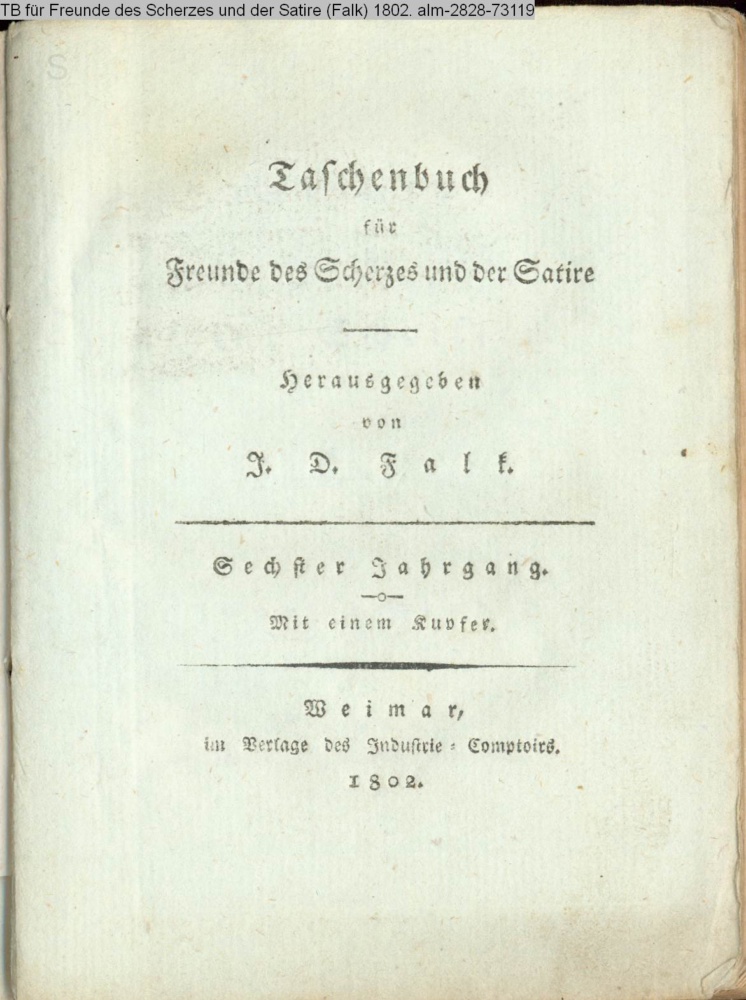 TB für Freunde des Scherzes und der Satire (Falk) 1802. alm-2828-73119
Taschenbuch
für
Freunde des Scherzes und der Satire
Herausgegeben
von
J. D. Falk.
Sechster Jahrgang.
Mit einem Kupfer.
Weimar,
im Verlage des Industrie-Comptoirs.
1802.